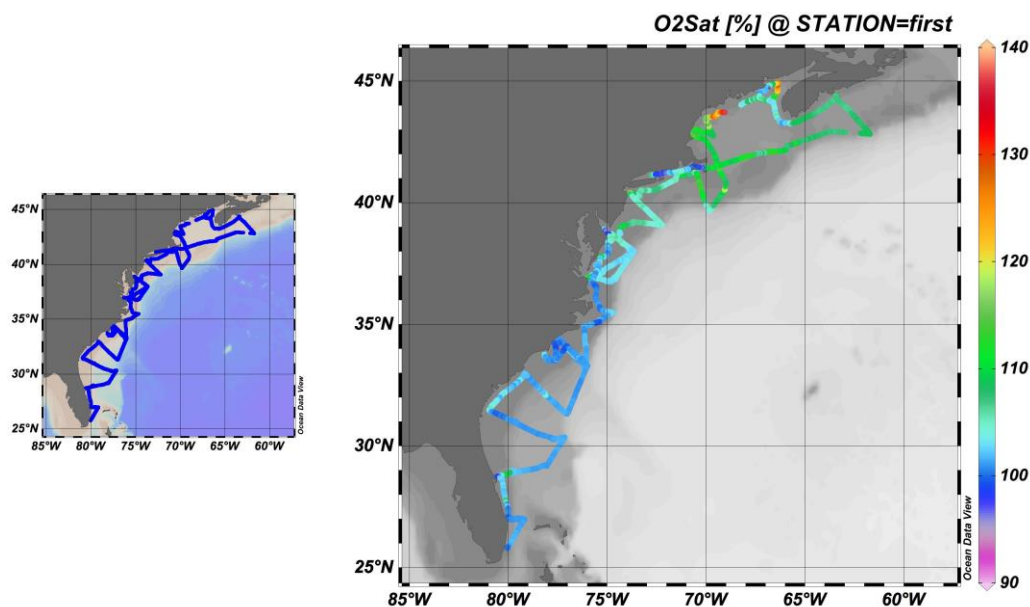 O2Sat [%] @ STATION=first
45°N
40°N
35°N
30°N
25°N
85°W
80°W
75°W
70°W
65°W
60°W
Ocean Data View
45°N
40°N
35°N
30°N
25°N
85°W
80°W
75°W
70°W
65°W
60°W
Ocean Data View
140
130
120
110
100
90